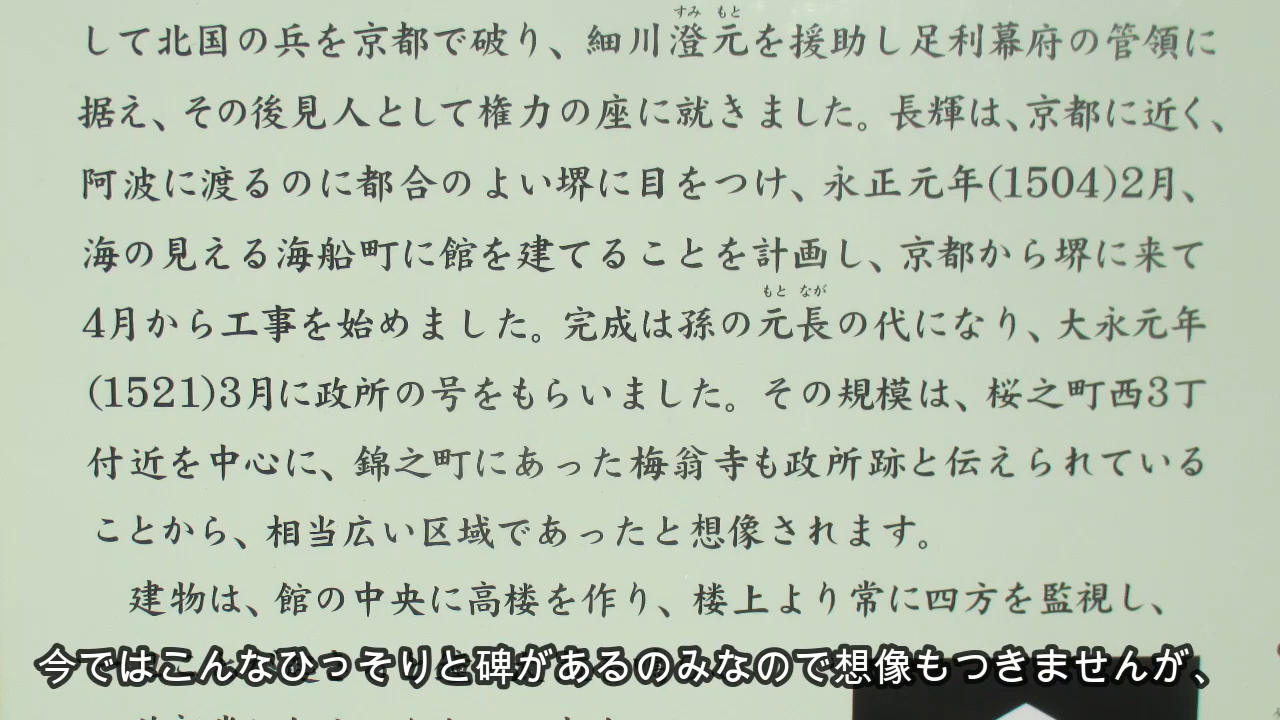 して北国の兵を京都で破り、細川澄元を援助し足利幕府の管領に
すみ もと
据え、その後見人として権力の座に就きました。長輝は、京都に近く、
阿波に渡るのに都合のよい堺に目をつけ、永正元年(1504)2月、
海の見える海船町に館を建てることを計画し、京都から堺に来て
もと なが
4月から工事を始めました。完成は孫の元長の代になり、大永元年
(1521)3月に政所の号をもらいました。その規模は、桜之町西3丁
付近を中心に、錦之町にあった梅翁寺も政所跡と伝えられている
ことから、相当広い区域であったと想像されます。
建物は、館の中央に高楼を作り、楼上より常に四方を監視し、
今ではこんなひっそりと碑があるのみなので想像もつきませんが、